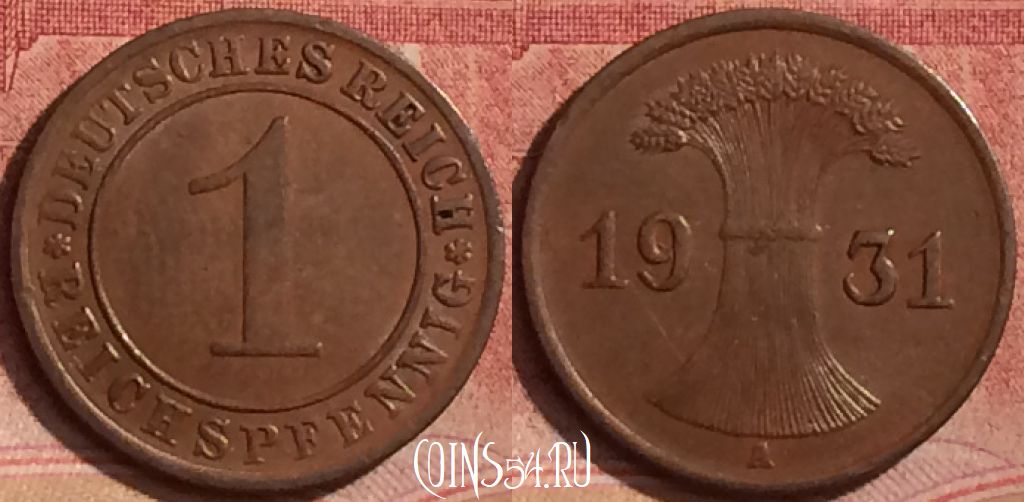 DEUTSCHES REICH
1
*REICHSPFENNIG*
19 31
A
COINS54.RU